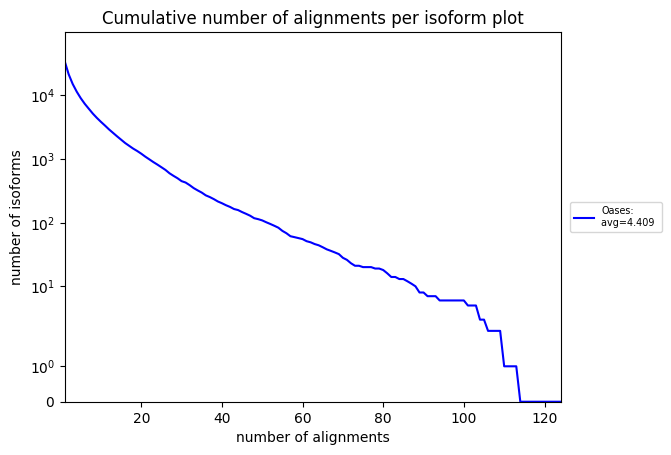 Cumulative number of alignments per isoform plot
number of isoforms
10^4
10^3
10^2
10^1
10^0
0
20
40
60
80
100
120
number of alignments
Oases:
avg=4.409